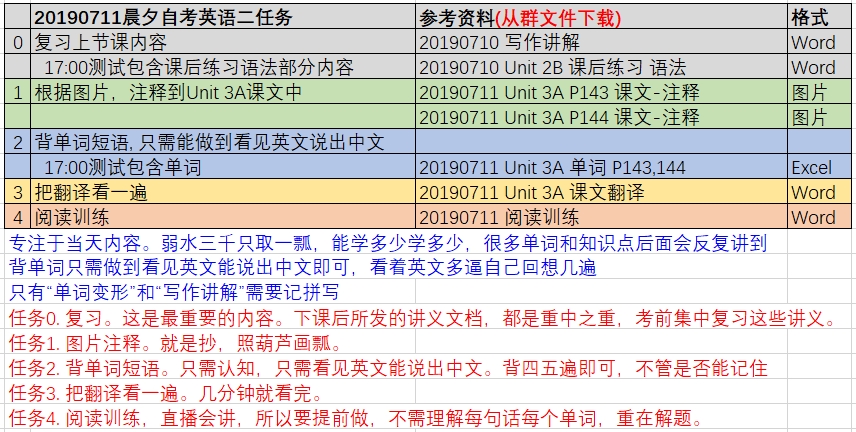 20190711晨夕自考英语二任务 参考资料(从群文件下载) 格式
0 复习上节课内容 20190710 写作讲解 Word
17:00测试包含课后练习语法部分内容 20190710 Unit 2B 课后练习 语法 Word
1 根据图片，注释到Unit 3A课文中 20190711 Unit 3A P143 课文-注释 图片
20190711 Unit 3A P144 课文-注释 图片
2 背单词短语, 只需能做到看见英文说出中文
17:00测试包含单词 20190711 Unit 3A 单词 P143,144 Excel
3 把翻译看一遍 20190711 Unit 3A 课文翻译 Word
4 阅读训练 20190711 阅读训练 Word
专注于当天内容。弱水三千只取一瓢，能学多少学多少，很多单词和知识点后面会反复讲到
背单词只需做到看见英文能说出中文即可，看着英文多逼自己回想几遍
只有“单词变形”和“写作讲解”需要记拼写
任务0. 复习。这是最重要的内容。下课后所发的讲义文档，都是重中之重，考前集中复习这些讲义。
任务1. 图片注释。就是抄，照葫芦画瓢。
任务2. 背单词短语。只需认知，只需看见英文能说出中文。背四五遍即可，不管是否能记住
任务3. 把翻译看一遍。几分钟就看完。
任务4. 阅读训练，直播会讲，所以要提前做，不需理解每句话每个单词，重在解题。